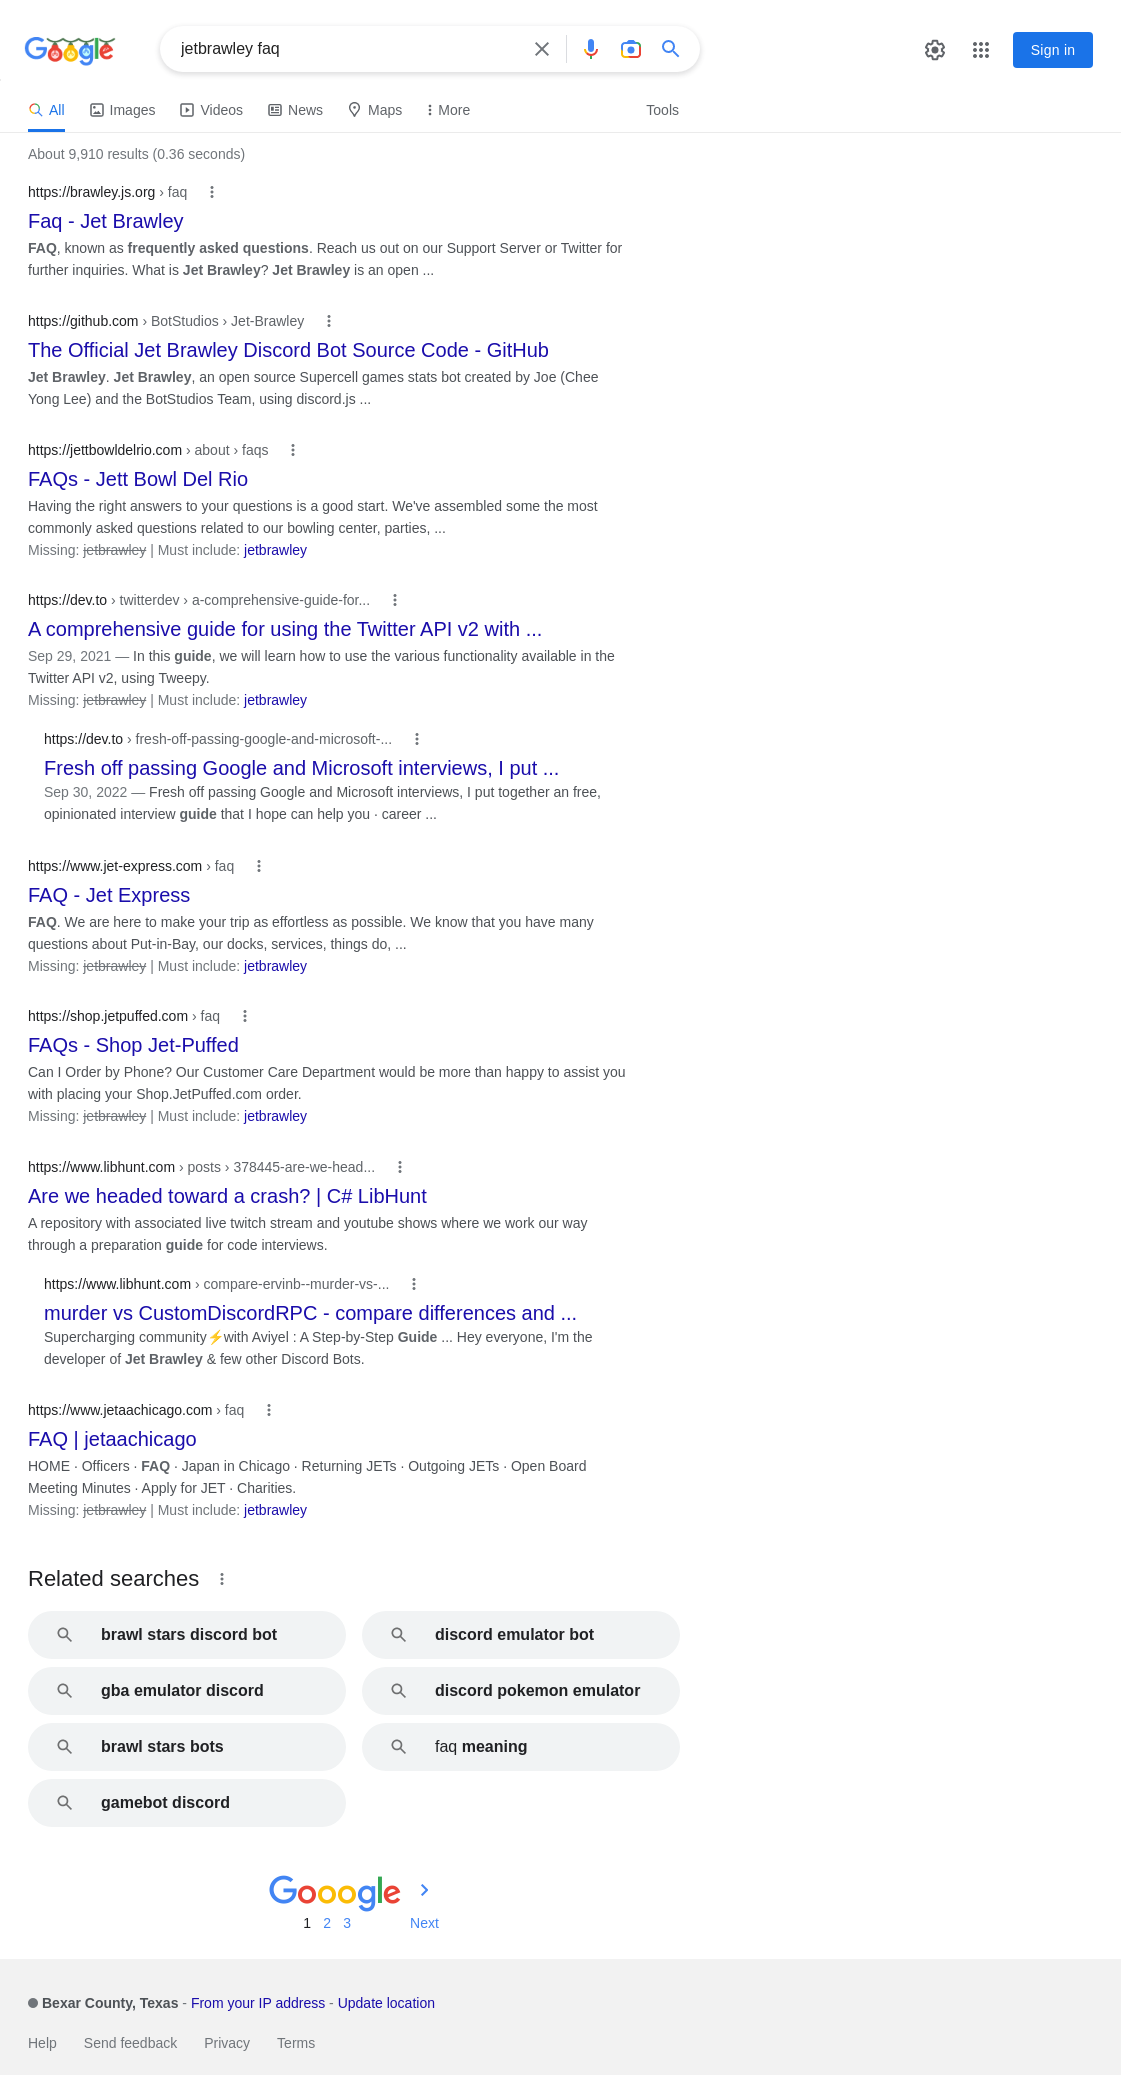 Google
jetbrawley faq
Sign in
All Images Videos News Maps More Tools
About 9,910 results (0.36 seconds)
https://brawley.js.org › faq
Faq - Jet Brawley
FAQ, known as frequently asked questions. Reach us out on our Support Server or Twitter for
further inquiries. What is Jet Brawley? Jet Brawley is an open ...
https://github.com › BotStudios › Jet-Brawley
The Official Jet Brawley Discord Bot Source Code - GitHub
Jet Brawley. Jet Brawley, an open source Supercell games stats bot created by Joe (Chee
Yong Lee) and the BotStudios Team, using discord.js ...
https://jettbowldelrio.com › about › faqs
FAQs - Jett Bowl Del Rio
Having the right answers to your questions is a good start. We've assembled some the most
commonly asked questions related to our bowling center, parties, ...
Missing: jetbrawley | Must include: jetbrawley
https://dev.to › twitterdev › a-comprehensive-guide-for...
A comprehensive guide for using the Twitter API v2 with ...
Sep 29, 2021 — In this guide, we will learn how to use the various functionality available in the
Twitter API v2, using Tweepy.
Missing: jetbrawley | Must include: jetbrawley
https://dev.to › fresh-off-passing-google-and-microsoft-...
Fresh off passing Google and Microsoft interviews, I put ...
Sep 30, 2022 — Fresh off passing Google and Microsoft interviews, I put together an free,
opinionated interview guide that I hope can help you · career ...
https://www.jet-express.com › faq
FAQ - Jet Express
FAQ. We are here to make your trip as effortless as possible. We know that you have many
questions about Put-in-Bay, our docks, services, things do, ...
Missing: jetbrawley | Must include: jetbrawley
https://shop.jetpuffed.com › faq
FAQs - Shop Jet-Puffed
Can I Order by Phone? Our Customer Care Department would be more than happy to assist you
with placing your Shop.JetPuffed.com order.
Missing: jetbrawley | Must include: jetbrawley
https://www.libhunt.com › posts › 378445-are-we-head...
Are we headed toward a crash? | C# LibHunt
A repository with associated live twitch stream and youtube shows where we work our way
through a preparation guide for code interviews.
https://www.libhunt.com › compare-ervinb--murder-vs-...
murder vs CustomDiscordRPC - compare differences and ...
Supercharging community⚡with Aviyel : A Step-by-Step Guide ... Hey everyone, I'm the
developer of Jet Brawley & few other Discord Bots.
https://www.jetaachicago.com › faq
FAQ | jetaachicago
HOME · Officers · FAQ · Japan in Chicago · Returning JETs · Outgoing JETs · Open Board
Meeting Minutes · Apply for JET · Charities.
Missing: jetbrawley | Must include: jetbrawley
Related searches
brawl stars discord bot
discord emulator bot
gba emulator discord
discord pokemon emulator
brawl stars bots
faq meaning
gamebot discord
Gooogle
1 2 3 Next
Bexar County, Texas - From your IP address - Update location
Help Send feedback Privacy Terms